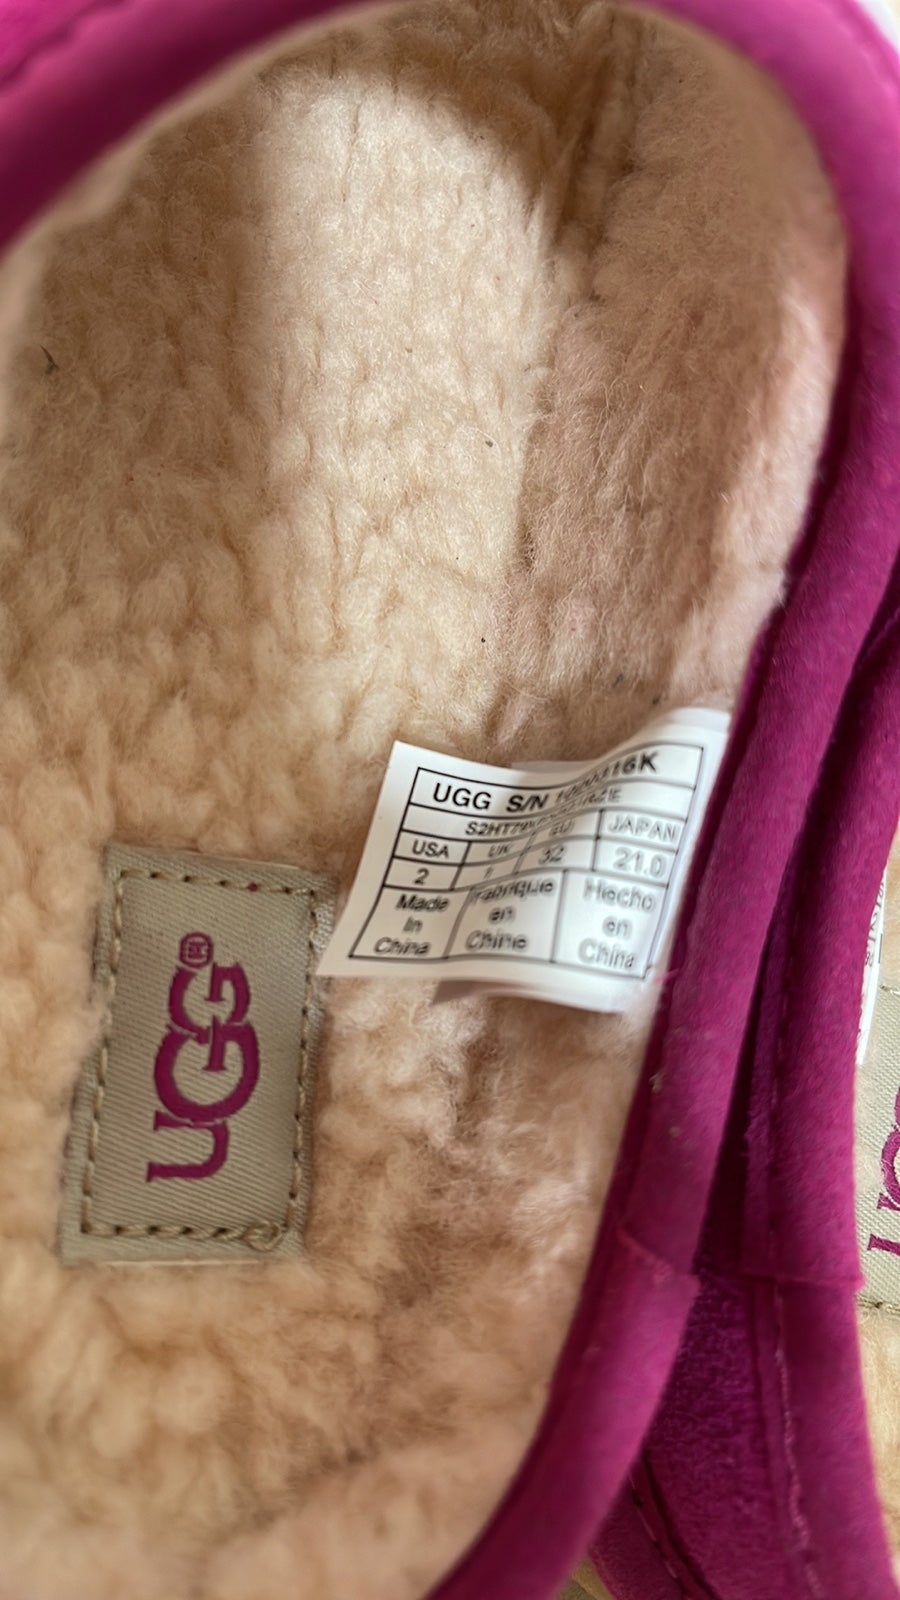 UGG S/N
USA UK EU JAPAN
2 1 32 21.0
Made Fabrique Hecho
In en en
China Chine China
UGG®